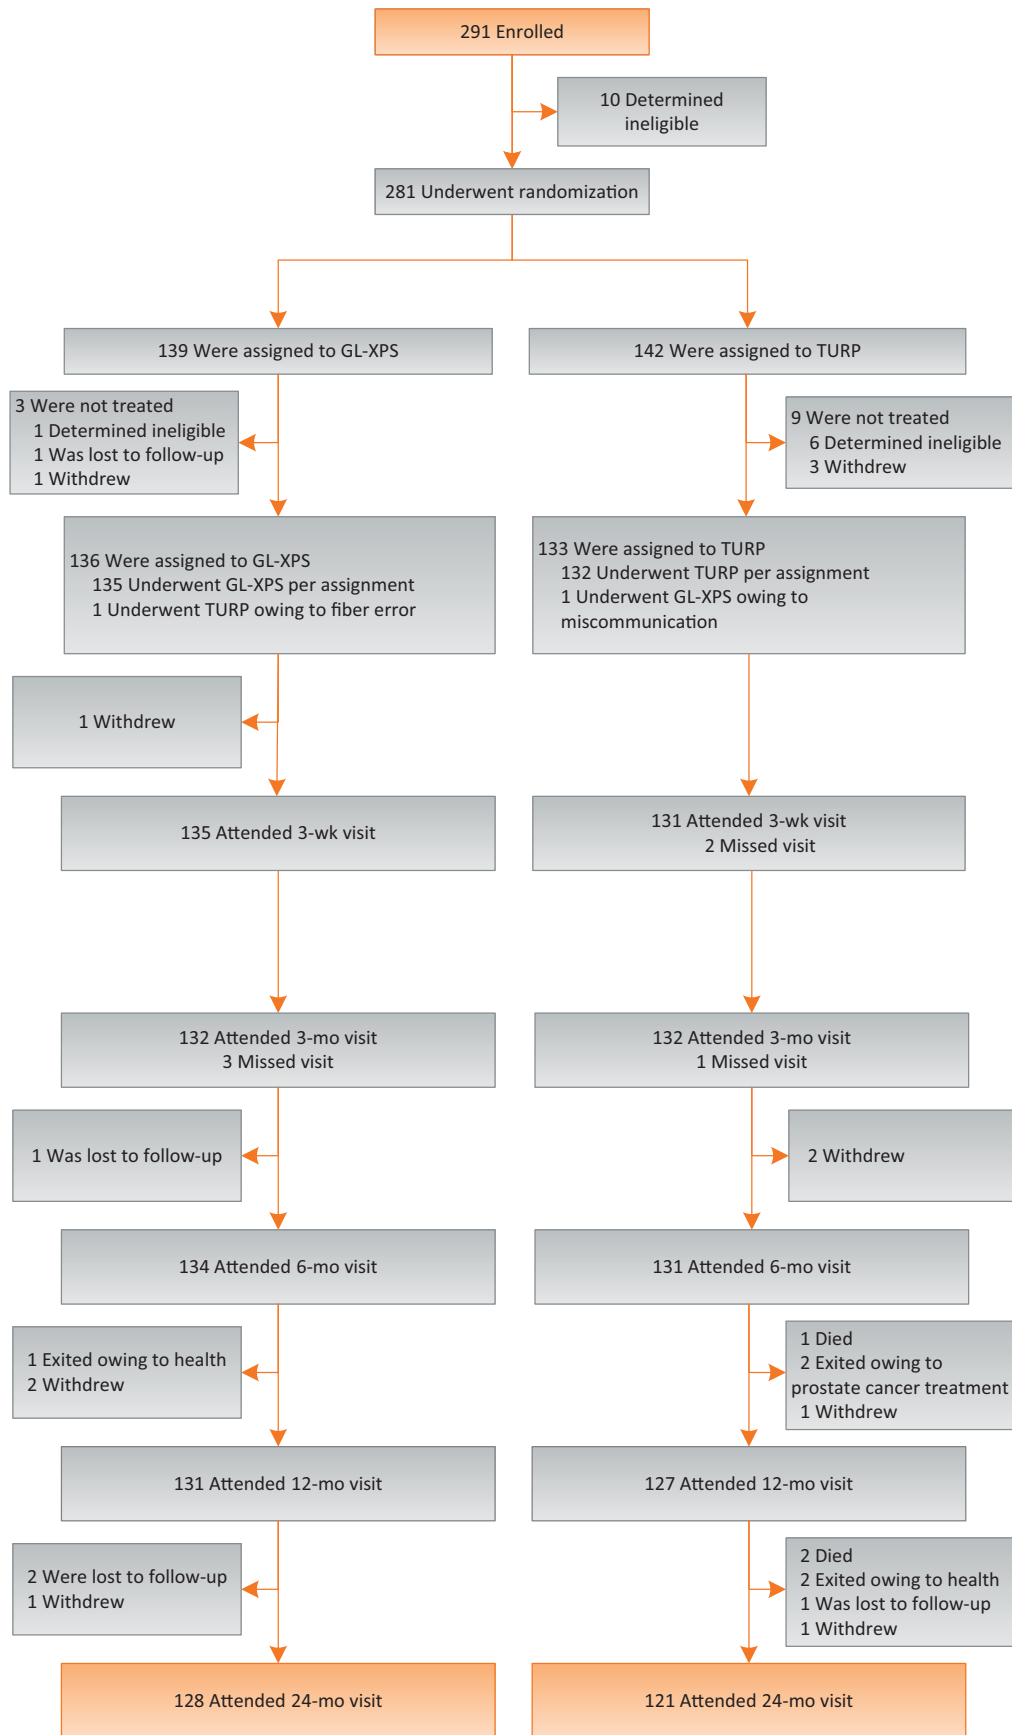 291 Enrolled
10 Determined
ineligible
281 Underwent randomization
139 Were assigned to GL-XPS
142 Were assigned to TURP
3 Were not treated
1 Determined ineligible
1 Was lost to follow-up
1 Withdrew
9 Were not treated
6 Determined ineligible
3 Withdrew
136 Were assigned to GL-XPS
135 Underwent GL-XPS per assignment
1 Underwent TURP owing to fiber error
133 Were assigned to TURP
132 Underwent TURP per assignment
1 Underwent GL-XPS owing to
miscommunication
1 Withdrew
135 Attended 3-wk visit
131 Attended 3-wk visit
2 Missed visit
132 Attended 3-mo visit
3 Missed visit
132 Attended 3-mo visit
1 Missed visit
1 Was lost to follow-up
2 Withdrew
134 Attended 6-mo visit
131 Attended 6-mo visit
1 Exited owing to health
2 Withdrew
1 Died
2 Exited owing to
prostate cancer treatment
1 Withdrew
131 Attended 12-mo visit
127 Attended 12-mo visit
2 Were lost to follow-up
1 Withdrew
2 Died
2 Exited owing to health
1 Was lost to follow-up
1 Withdrew
128 Attended 24-mo visit
121 Attended 24-mo visit